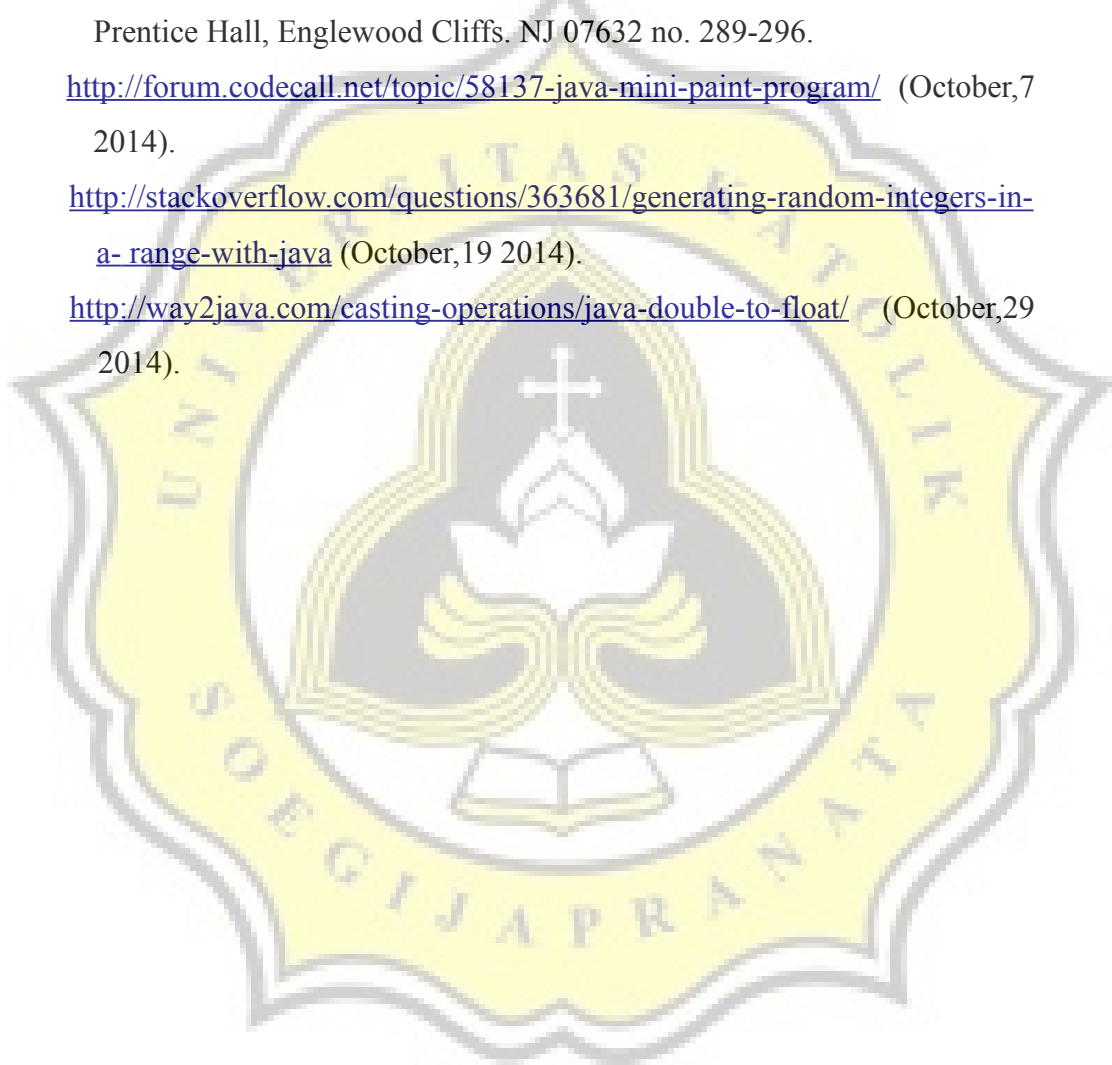 Prentice Hall, Englewood Cliffs. NJ 07632 no. 289-296.
http://forum.codecall.net/topic/58137-java-mini-paint-program/ (October,7
2014).
http://stackoverflow.com/questions/363681/generating-random-integers-in-
a- range-with-java (October,19 2014).
http://way2java.com/casting-operations/java-double-to-float/ (October,29
2014).
UNIVERSITAS KATOLIK
SOEGIJAPRANATA